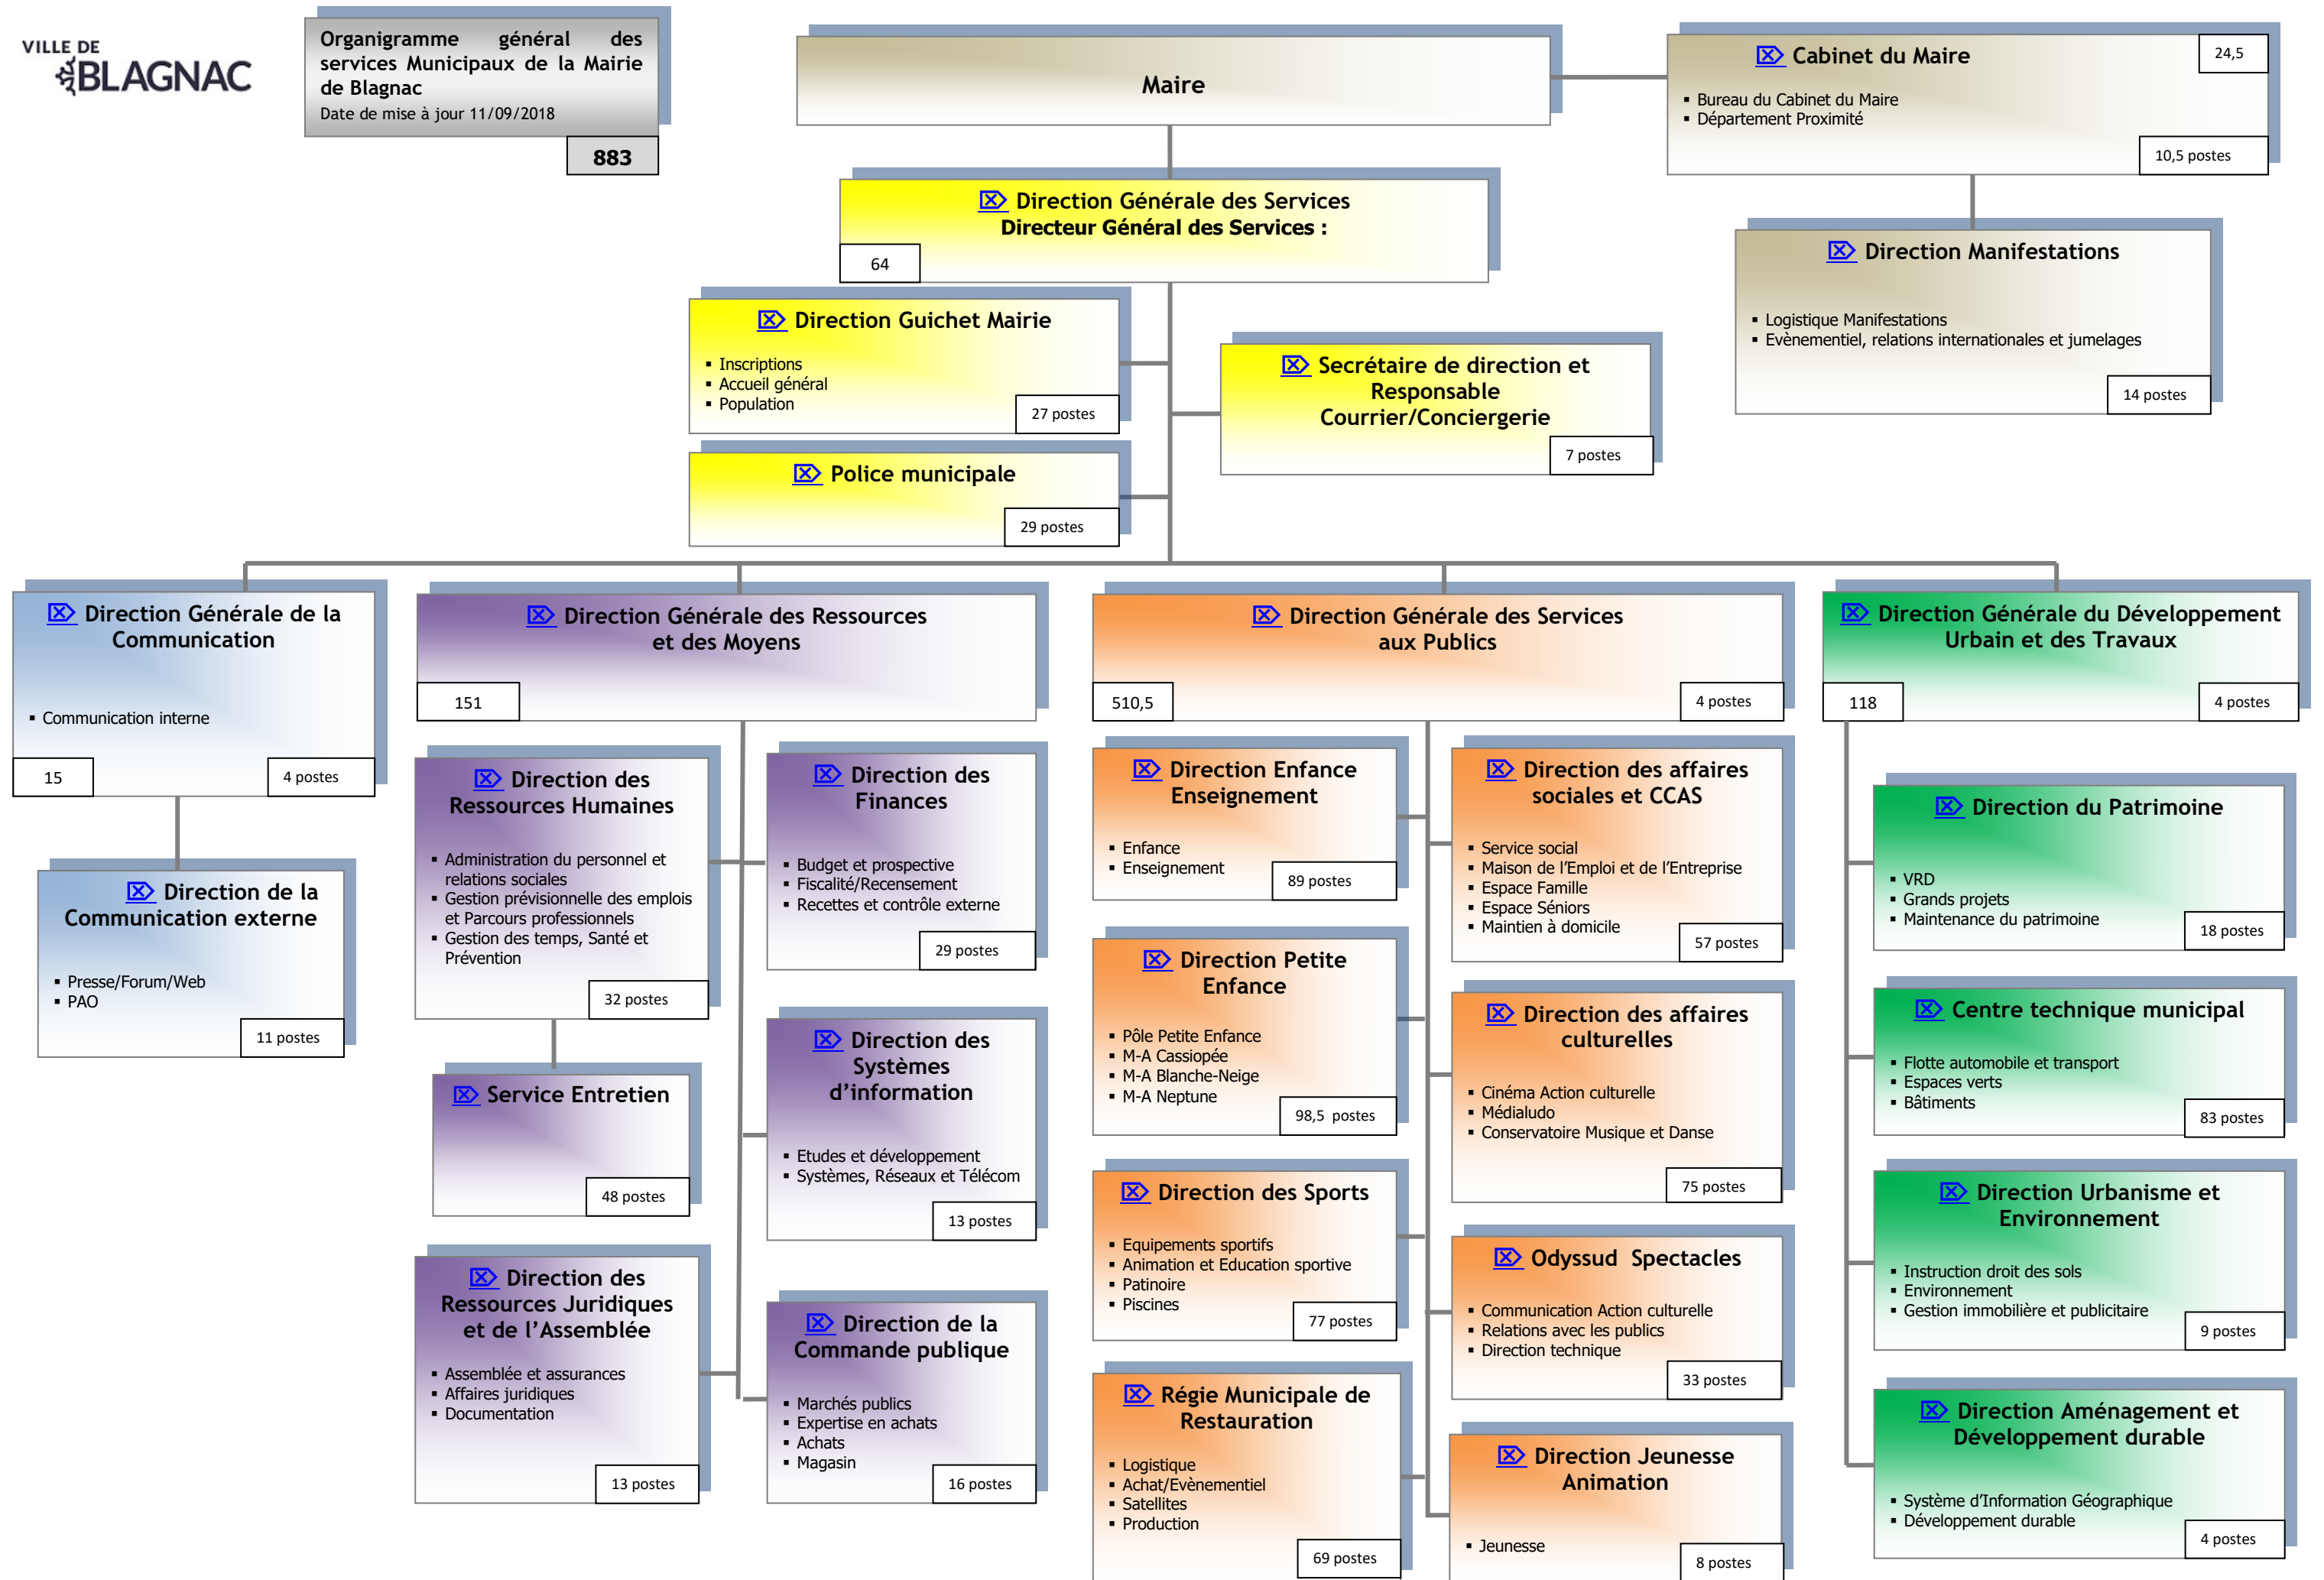 VILLE DE
BLAGNAC
Organigramme général des
services Municipaux de la Mairie
de Blagnac
Date de mise à jour 11/09/2018
883
Maire
Cabinet du Maire
24,5
▪ Bureau du Cabinet du Maire
▪ Département Proximité
10,5 postes
Direction Générale des Services
Directeur Général des Services :
64
Direction Manifestations
▪ Logistique Manifestations
▪ Evènementiel, relations internationales et jumelages
14 postes
Direction Guichet Mairie
▪ Inscriptions
▪ Accueil général
▪ Population
27 postes
Secrétaire de direction et
Responsable
Courrier/Conciergerie
7 postes
Police municipale
29 postes
Direction Générale de la
Communication
▪ Communication interne
15
4 postes
Direction de la
Communication externe
▪ Presse/Forum/Web
▪ PAO
11 postes
Direction Générale des Ressources
et des Moyens
151
Direction des
Ressources Humaines
▪ Administration du personnel et
relations sociales
▪ Gestion prévisionnelle des emplois
et Parcours professionnels
▪ Gestion des temps, Santé et
Prévention
32 postes
Service Entretien
48 postes
Direction des
Ressources Juridiques
et de l’Assemblée
▪ Assemblée et assurances
▪ Affaires juridiques
▪ Documentation
13 postes
Direction des
Finances
▪ Budget et prospective
▪ Fiscalité/Recensement
▪ Recettes et contrôle externe
29 postes
Direction des
Systèmes
d’information
▪ Etudes et développement
▪ Systèmes, Réseaux et Télécom
13 postes
Direction de la
Commande publique
▪ Marchés publics
▪ Expertise en achats
▪ Achats
▪ Magasin
16 postes
Direction Générale des Services
aux Publics
510,5
4 postes
Direction Enfance
Enseignement
▪ Enfance
▪ Enseignement
89 postes
Direction Petite
Enfance
▪ Pôle Petite Enfance
▪ M-A Cassiopée
▪ M-A Blanche-Neige
▪ M-A Neptune
98,5 postes
Direction des Sports
▪ Equipements sportifs
▪ Animation et Education sportive
▪ Patinoire
▪ Piscines
77 postes
Régie Municipale de
Restauration
▪ Logistique
▪ Achat/Evènementiel
▪ Satellites
▪ Production
69 postes
Direction des affaires
sociales et CCAS
▪ Service social
▪ Maison de l’Emploi et de l’Entreprise
▪ Espace Famille
▪ Espace Séniors
▪ Maintien à domicile
57 postes
Direction des affaires
culturelles
▪ Cinéma Action culturelle
▪ Médialudo
▪ Conservatoire Musique et Danse
75 postes
Odyssud Spectacles
▪ Communication Action culturelle
▪ Relations avec les publics
▪ Direction technique
33 postes
Direction Jeunesse
Animation
▪ Jeunesse
8 postes
Direction Générale du Développement
Urbain et des Travaux
118
4 postes
Direction du Patrimoine
▪ VRD
▪ Grands projets
▪ Maintenance du patrimoine
18 postes
Centre technique municipal
▪ Flotte automobile et transport
▪ Espaces verts
▪ Bâtiments
83 postes
Direction Urbanisme et
Environnement
▪ Instruction droit des sols
▪ Environnement
▪ Gestion immobilière et publicitaire
9 postes
Direction Aménagement et
Développement durable
▪ Système d’Information Géographique
▪ Développement durable
4 postes